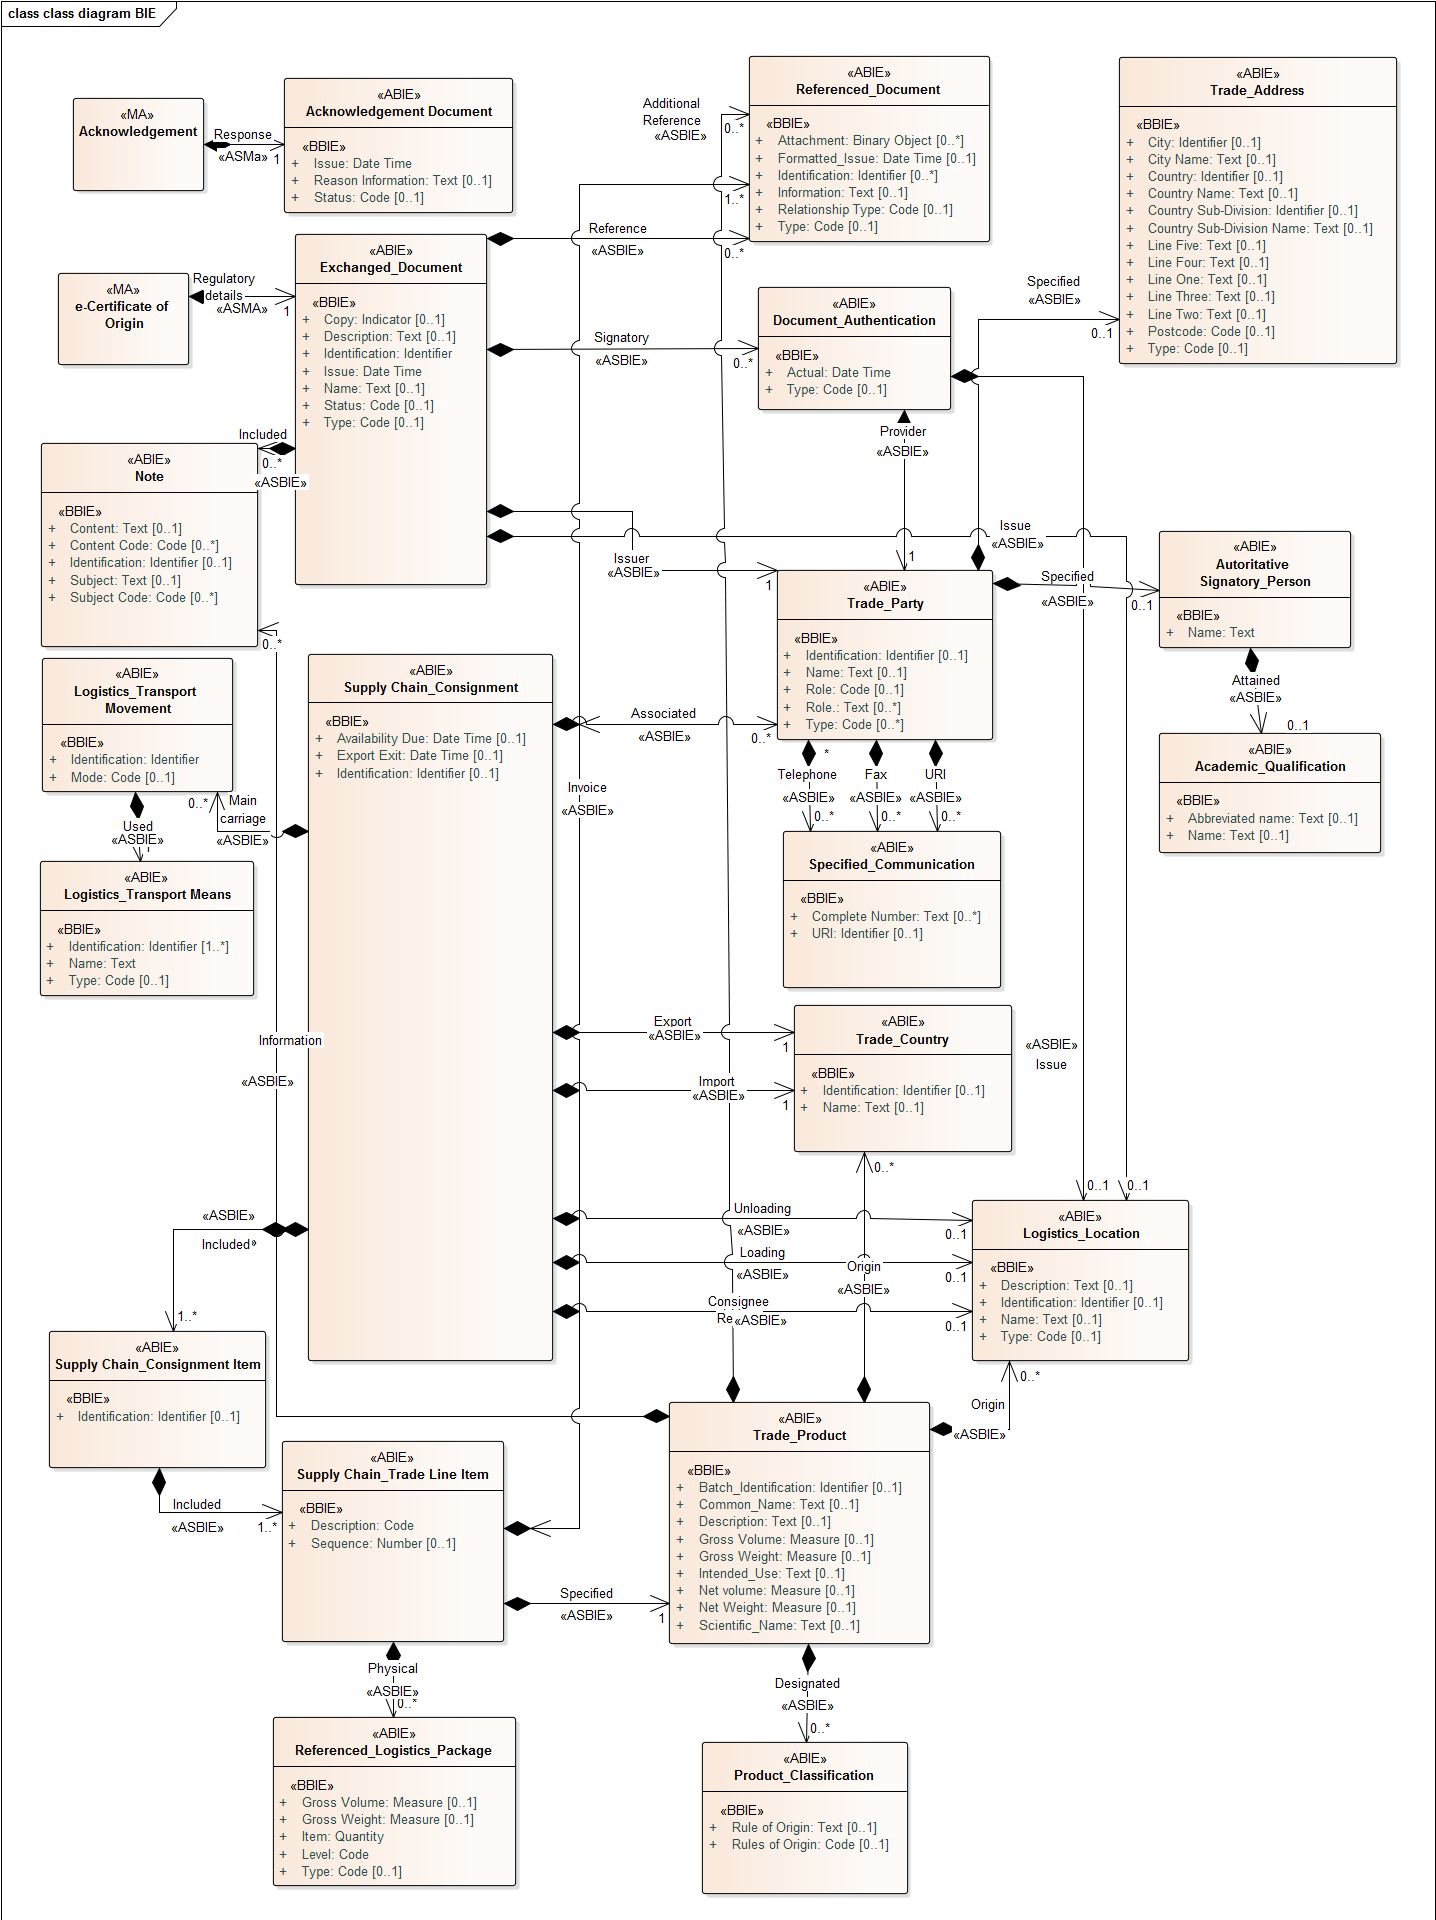 class class diagram BIE
«MA»
Acknowledgement
Response
«ASMa»
1
«ABIE»
Acknowledgement Document
«BBIE»
+ Issue: Date Time
+ Reason Information: Text [0..1]
+ Status: Code [0..1]
Additional
Reference
«ASBIE»
0..*
1..*
«ABIE»
Referenced_Document
«BBIE»
+ Attachment: Binary Object [0..*]
+ Formatted_Issue: Date Time [0..1]
+ Identification: Identifier [0..*]
+ Information: Text [0..1]
+ Relationship Type: Code [0..1]
+ Type: Code [0..1]
«ABIE»
Trade_Address
«BBIE»
+ City: Identifier [0..1]
+ City Name: Text [0..1]
+ Country: Identifier [0..1]
+ Country Name: Text [0..1]
+ Country Sub-Division: Identifier [0..1]
+ Country Sub-Division Name: Text [0..1]
+ Line Five: Text [0..1]
+ Line Four: Text [0..1]
+ Line One: Text [0..1]
+ Line Three: Text [0..1]
+ Line Two: Text [0..1]
+ Postcode: Code [0..1]
+ Type: Code [0..1]
«MA»
e-Certificate of
Origin
Regulatory
details
«ASMA»
1
«ABIE»
Exchanged_Document
«BBIE»
+ Copy: Indicator [0..1]
+ Description: Text [0..1]
+ Identification: Identifier
+ Issue: Date Time
+ Name: Text [0..1]
+ Status: Code [0..1]
+ Type: Code [0..1]
Reference
«ASBIE»
0..*
Signatory
«ASBIE»
0..*
«ABIE»
Document_Authentication
«BBIE»
+ Actual: Date Time
+ Type: Code [0..1]
Specified
«ASBIE»
0..1
Provider
«ASBIE»
1
Included
0..*
«ASBIE»
«ABIE»
Note
«BBIE»
+ Content: Text [0..1]
+ Content Code: Code [0..*]
+ Identification: Identifier [0..1]
+ Subject: Text [0..1]
+ Subject Code: Code [0..*]
0..*
Issuer
«ASBIE»
1
Issue
«ASBIE»
«ABIE»
Trade_Party
«BBIE»
+ Identification: Identifier [0..1]
+ Name: Text [0..1]
+ Role: Code [0..1]
+ Role.: Text [0..*]
+ Type: Code [0..*]
Specified
«ASBIE»
0..1
«ABIE»
Autoritative
Signatory_Person
«BBIE»
+ Name: Text
Attained
«ASBIE»
0..1
«ABIE»
Academic_Qualification
«BBIE»
+ Abbreviated name: Text [0..1]
+ Name: Text [0..1]
«ABIE»
Logistics_Transport
Movement
«BBIE»
+ Identification: Identifier
+ Mode: Code [0..1]
0..*
Main
carriage
«ASBIE»
Used
«ASBIE»
«ABIE»
Logistics_Transport Means
«BBIE»
+ Identification: Identifier [1..*]
+ Name: Text
+ Type: Code [0..1]
«ABIE»
Supply Chain_Consignment
«BBIE»
+ Availability Due: Date Time [0..1]
+ Export Exit: Date Time [0..1]
+ Identification: Identifier [0..1]
Associated
«ASBIE»
0..*
Invoice
«ASBIE»
*
Telephone
«ASBIE»
0..*
Fax
«ASBIE»
0..*
URI
«ASBIE»
0..*
«ABIE»
Specified_Communication
«BBIE»
+ Complete Number: Text [0..*]
+ URI: Identifier [0..1]
Information
«ASBIE»
Export
«ASBIE»
1
Import
«ASBIE»
1
«ABIE»
Trade_Country
«BBIE»
+ Identification: Identifier [0..1]
+ Name: Text [0..1]
0..*
«ASBIE»
Issue
0..1
0..1
«ASBIE»
Included»
1..*
Unloading
«ASBIE»
0..1
Loading
«ASBIE»
0..1
Origin
«ASBIE»
Consignee
Re
«ASBIE»
0..1
«ABIE»
Logistics_Location
«BBIE»
+ Description: Text [0..1]
+ Identification: Identifier [0..1]
+ Name: Text [0..1]
+ Type: Code [0..1]
0..*
Origin
«ASBIE»
«ABIE»
Supply Chain_Consignment Item
«BBIE»
+ Identification: Identifier [0..1]
Included
«ASBIE»
1..*
«ABIE»
Supply Chain_Trade Line Item
«BBIE»
+ Description: Code
+ Sequence: Number [0..1]
Specified
«ASBIE»
1
«ABIE»
Trade_Product
«BBIE»
+ Batch_Identification: Identifier [0..1]
+ Common_Name: Text [0..1]
+ Description: Text [0..1]
+ Gross Volume: Measure [0..1]
+ Gross Weight: Measure [0..1]
+ Intended_Use: Text [0..1]
+ Net volume: Measure [0..1]
+ Net Weight: Measure [0..1]
+ Scientific_Name: Text [0..1]
Physical
«ASBIE»
0..*
«ABIE»
Referenced_Logistics_Package
«BBIE»
+ Gross Volume: Measure [0..1]
+ Gross Weight: Measure [0..1]
+ Item: Quantity
+ Level: Code
+ Type: Code [0..1]
Designated
«ASBIE»
0..*
«ABIE»
Product_Classification
«BBIE»
+ Rule of Origin: Text [0..1]
+ Rules of Origin: Code [0..1]